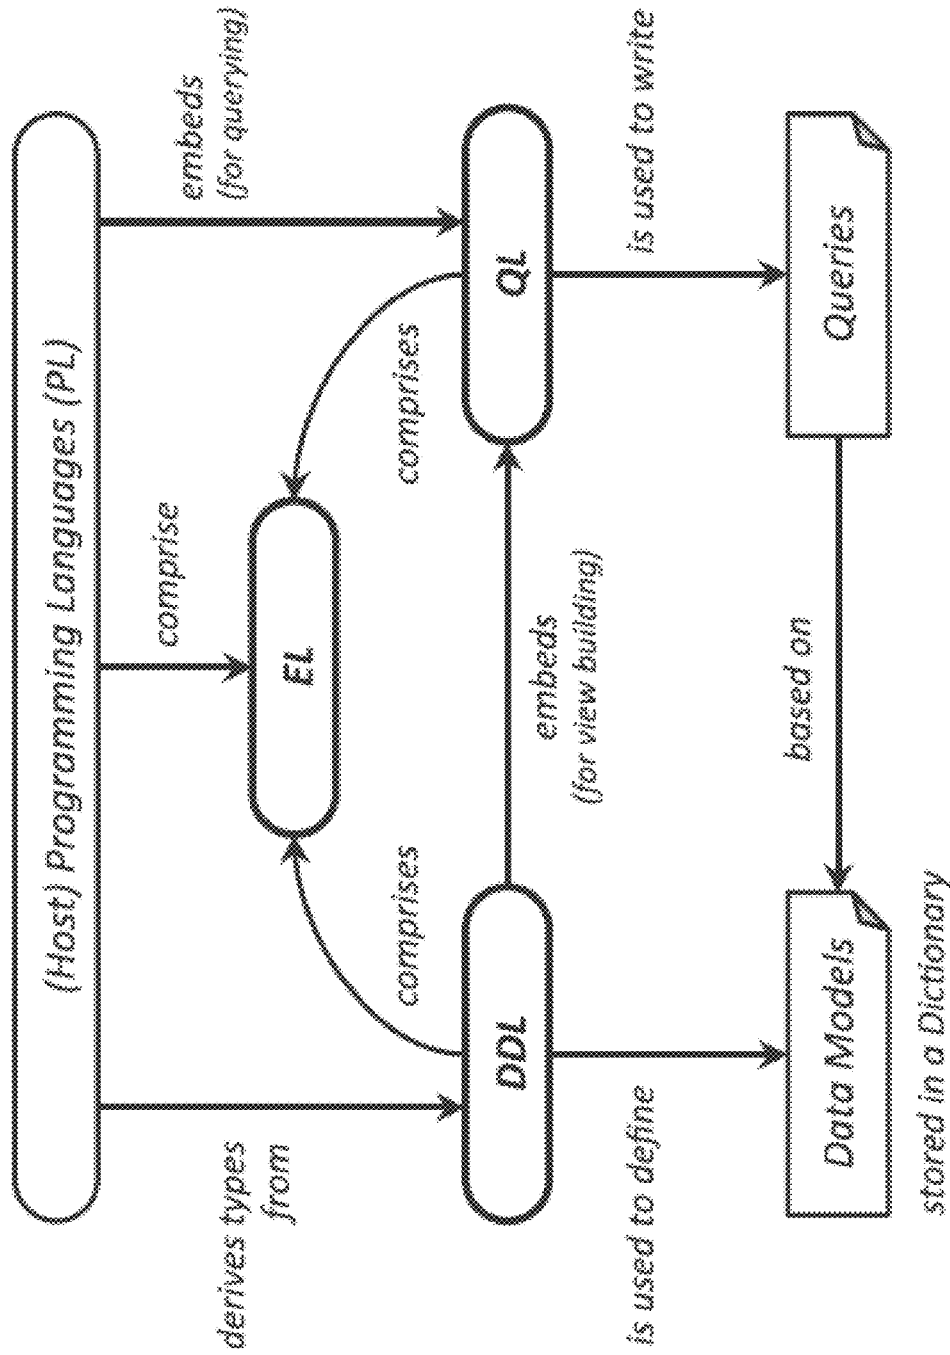 (Host) Programming Languages (PL)
derives types
from
comprise
embeds
(for querying)
EL
comprises
comprises
DDL
embeds
(for view building)
QL
is used to define
is used to write
Data Models
based on
Queries
stored in a Dictionary